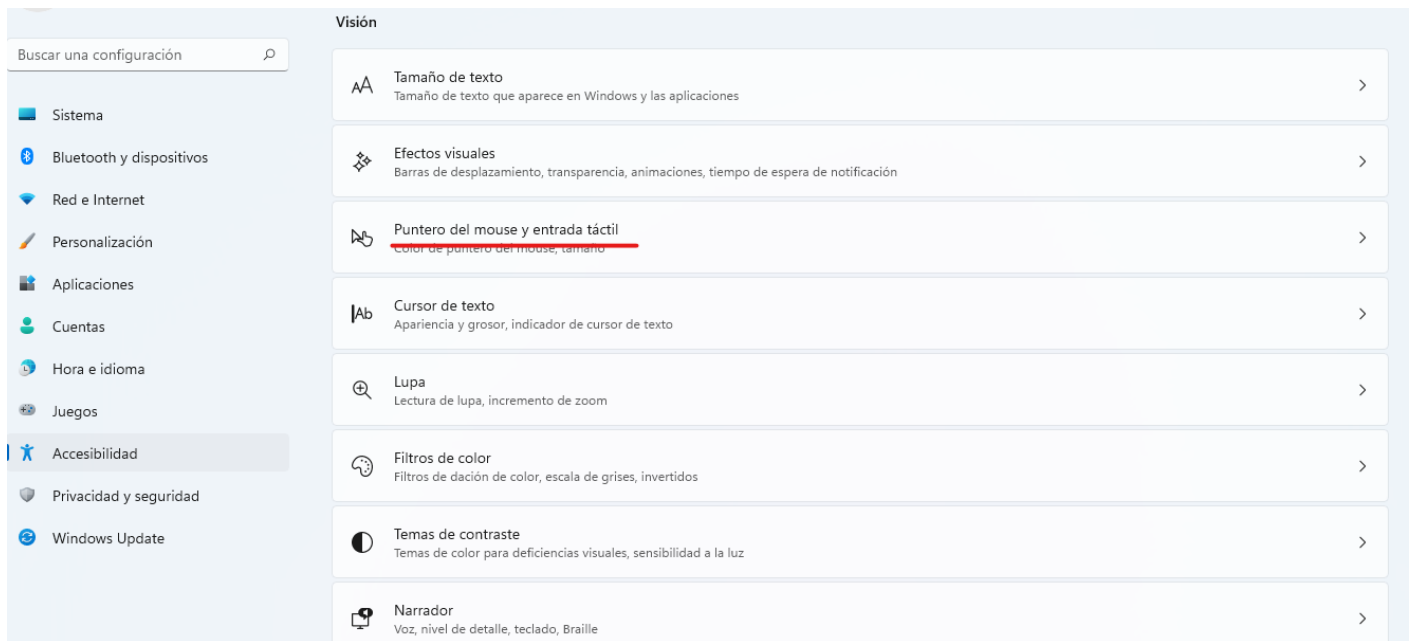 Visión
Buscar una configuración
Sistema
Bluetooth y dispositivos
Red e Internet
Personalización
Aplicaciones
Cuentas
Hora e idioma
Juegos
Accesibilidad
Privacidad y seguridad
Windows Update
Tamaño de texto
Tamaño de texto que aparece en Windows y las aplicaciones
Efectos visuales
Barras de desplazamiento, transparencia, animaciones, tiempo de espera de notificación
Puntero del mouse y entrada táctil
Color de puntero del mouse, tamaño
Cursor de texto
Apariencia y grosor, indicador de cursor de texto
Lupa
Lectura de lupa, incremento de zoom
Filtros de color
Filtros de dación de color, escala de grises, invertidos
Temas de contraste
Temas de color para deficiencias visuales, sensibilidad a la luz
Narrador
Voz, nivel de detalle, teclado, Braille